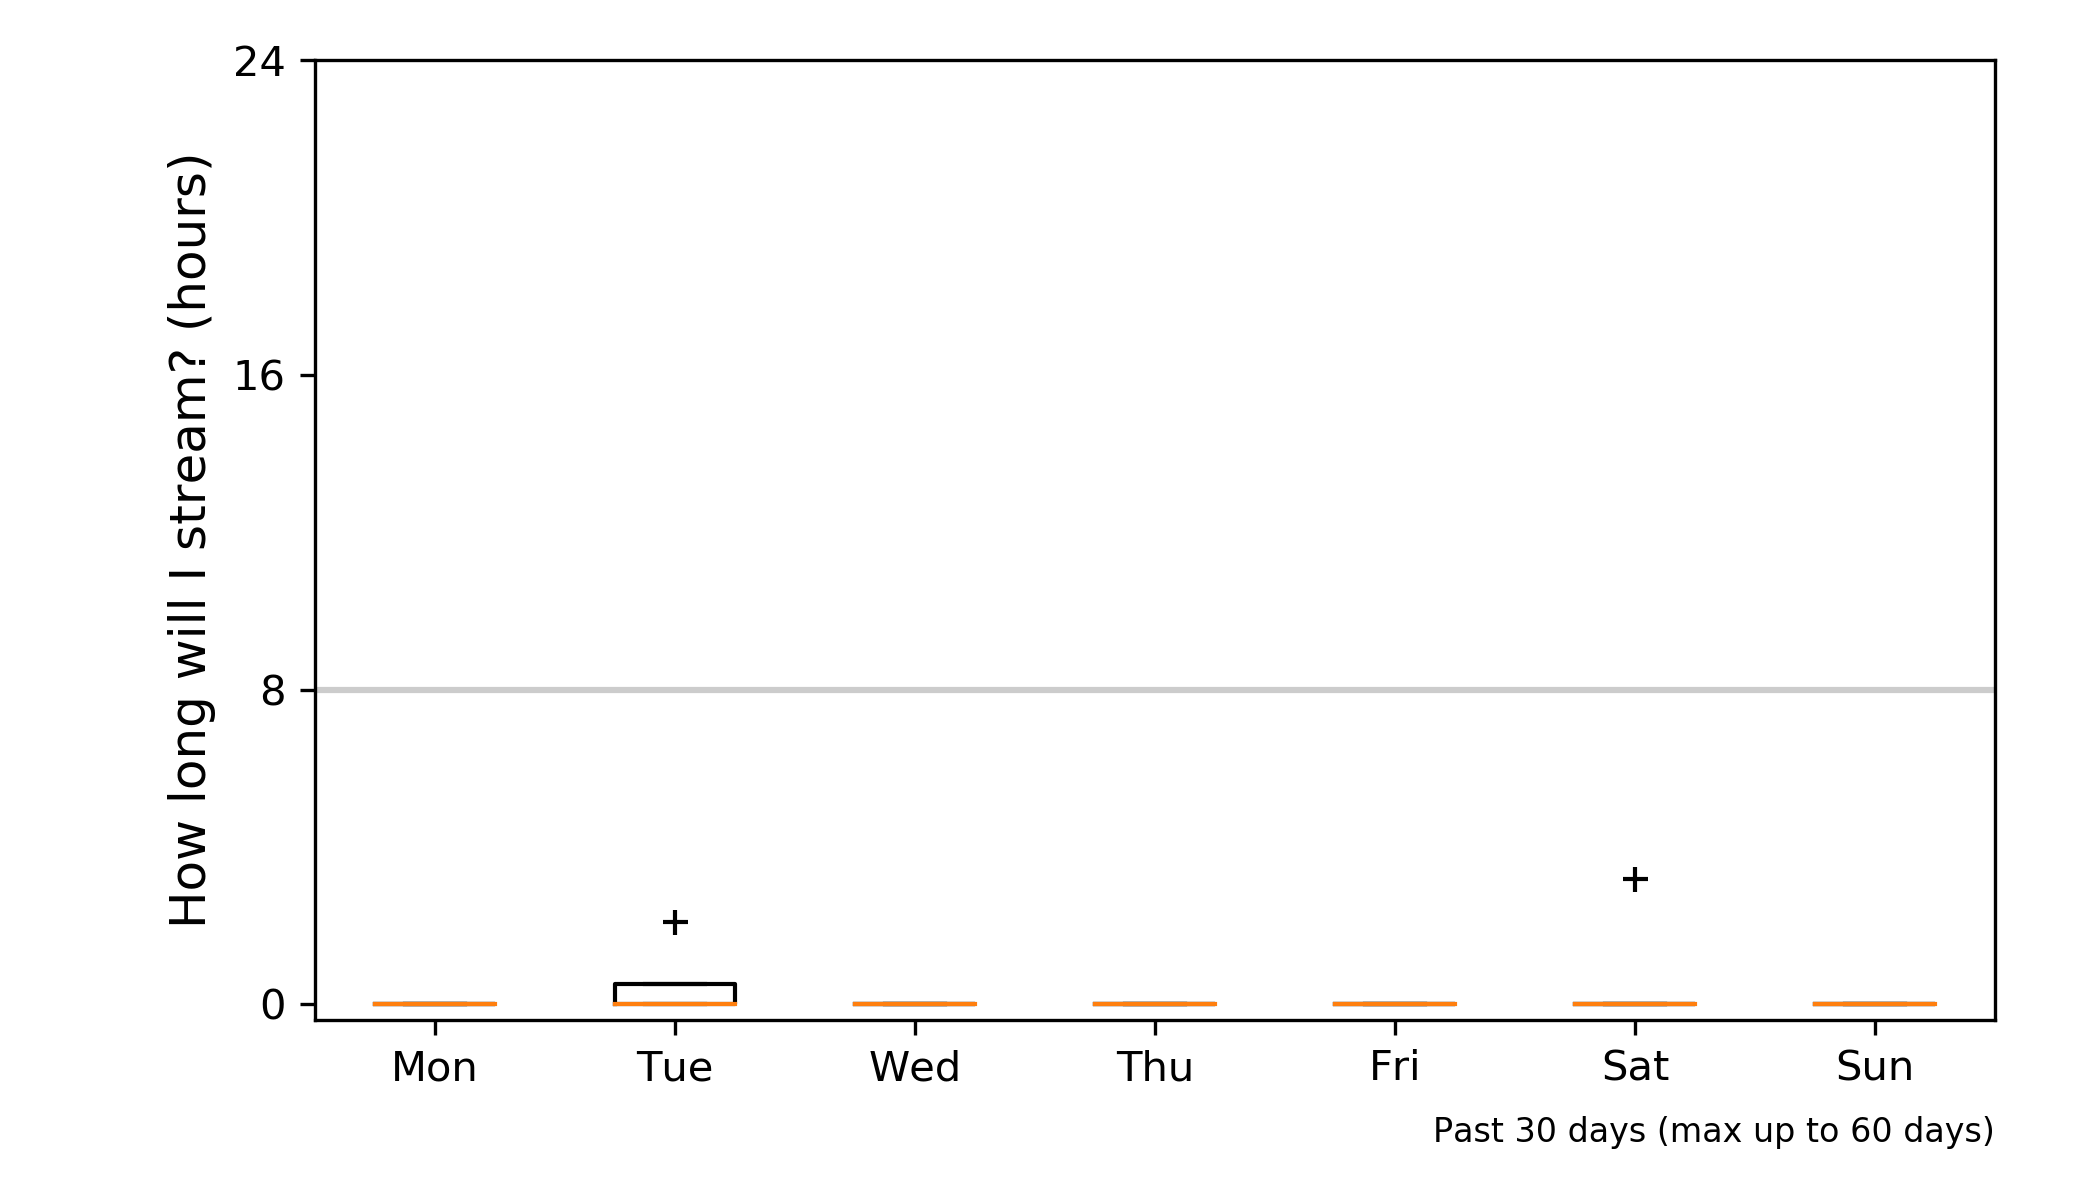 How long will I stream? (hours)
24
16
8
0
Mon Tue Wed Thu Fri Sat Sun
Past 30 days (max up to 60 days)